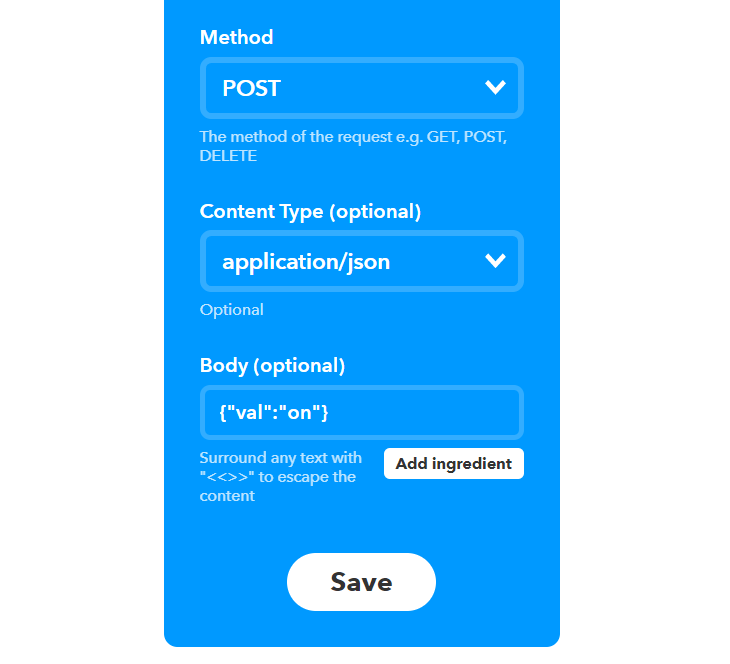 Method
POST
The method of the request e.g. GET, POST,
DELETE
Content Type (optional)
application/json
Optional
Body (optional)
{"val":"on"}
Surround any text with
"<<>>" to escape the
content
Add ingredient
Save